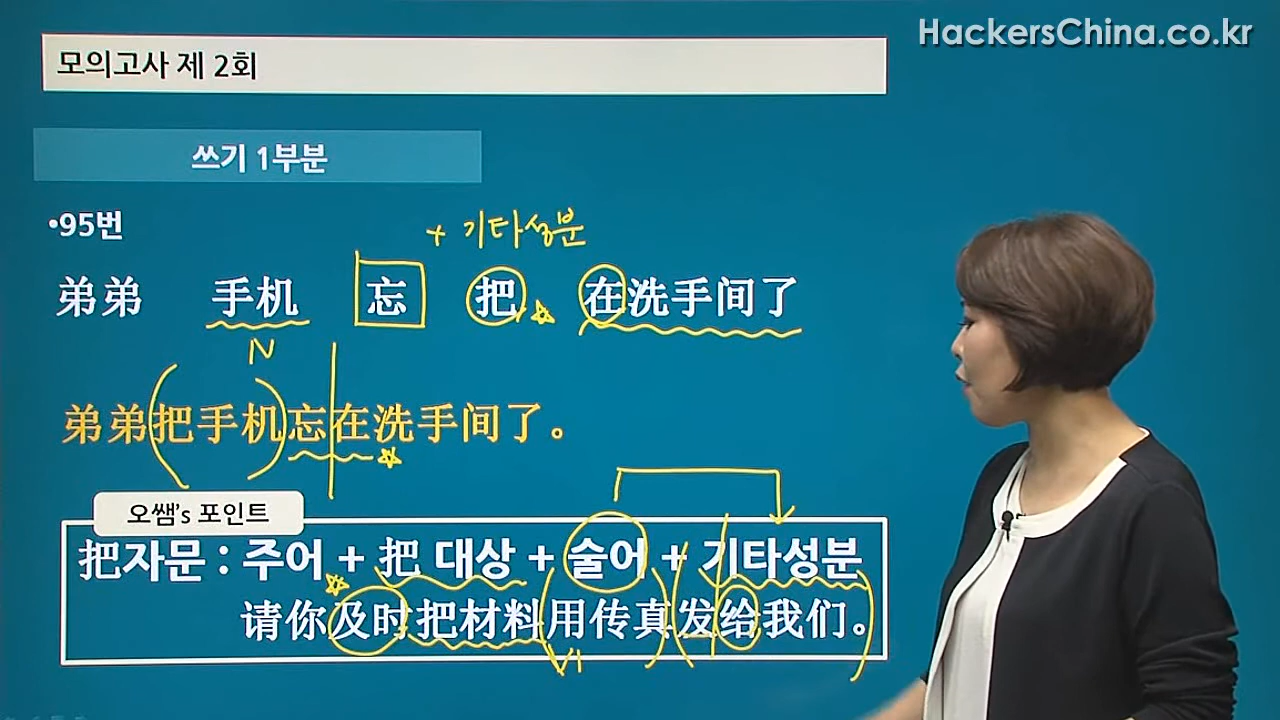 HackersChina.co.kr
모의고사 제 2회
쓰기 1부분
•95번
+ 기타성분
弟弟 手机 忘 把 在洗手间了
N
弟弟把手机忘在洗手间了。
오쌤's 포인트
把자문 : 주어 + 把 대상 + 술어 + 기타성분
请你及时把材料用传真发给我们。
V1